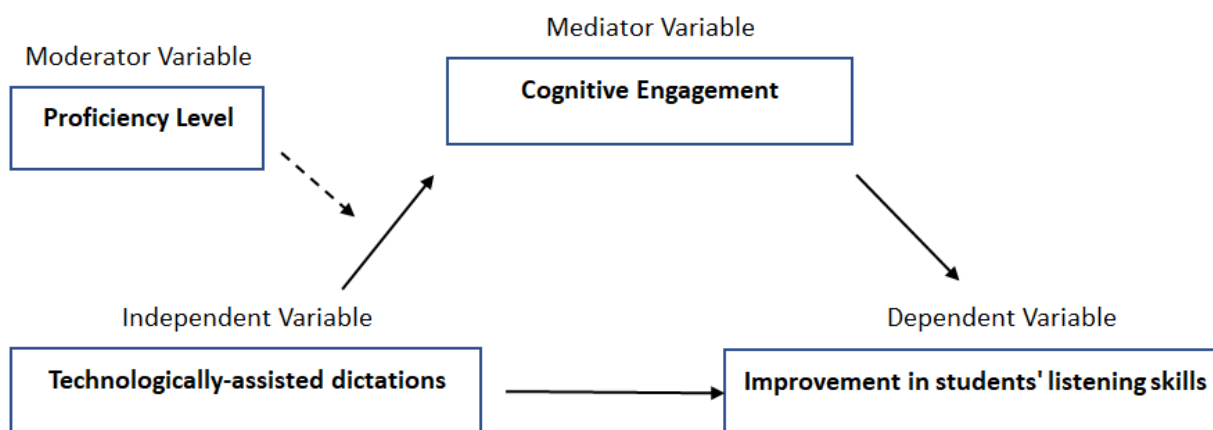 Mediator Variable
Moderator Variable
Cognitive Engagement
Proficiency Level
Independent Variable
Dependent Variable
Technologically-assisted dictations
Improvement in students' listening skills